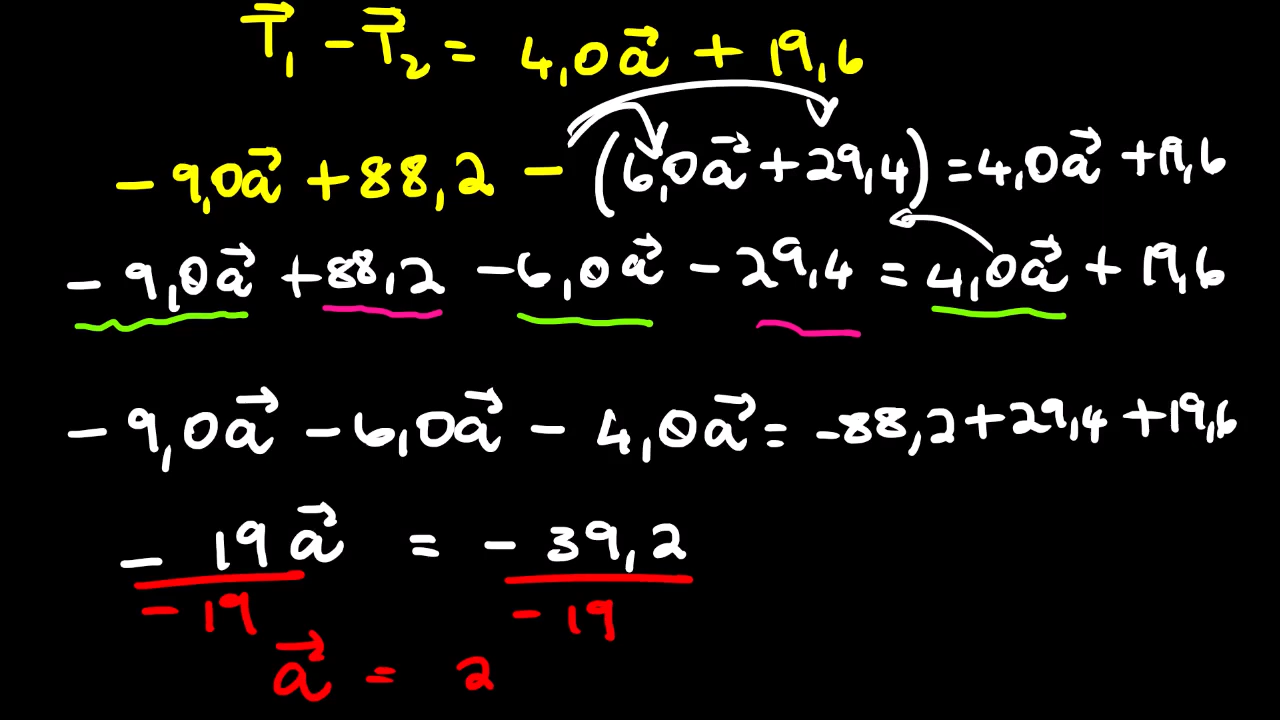 T⃗₁ − T⃗₂ = 4,0a⃗ + 19,6
− 9,0a⃗ + 88,2 − (6,0a⃗ + 29,4) = 4,0a⃗ + 19,6
− 9,0a⃗ + 88,2 − 6,0a⃗ − 29,4 = 4,0a⃗ + 19,6
− 9,0a⃗ − 6,0a⃗ − 4,0a⃗ = -88,2 + 29,4 + 19,6
− 19a⃗ = − 39,2
− 19 − 19
a⃗ = 2